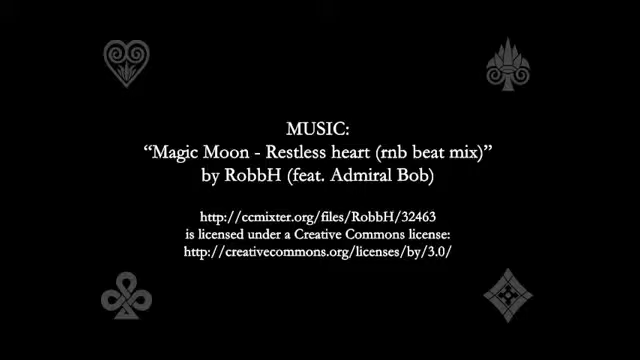 MUSIC:
“Magic Moon - Restless heart (rnb beat mix)”
by RobbH (feat. Admiral Bob)
http://ccmixter.org/files/RobbH/32463
is licensed under a Creative Commons license:
http://creativecommons.org/licenses/by/3.0/